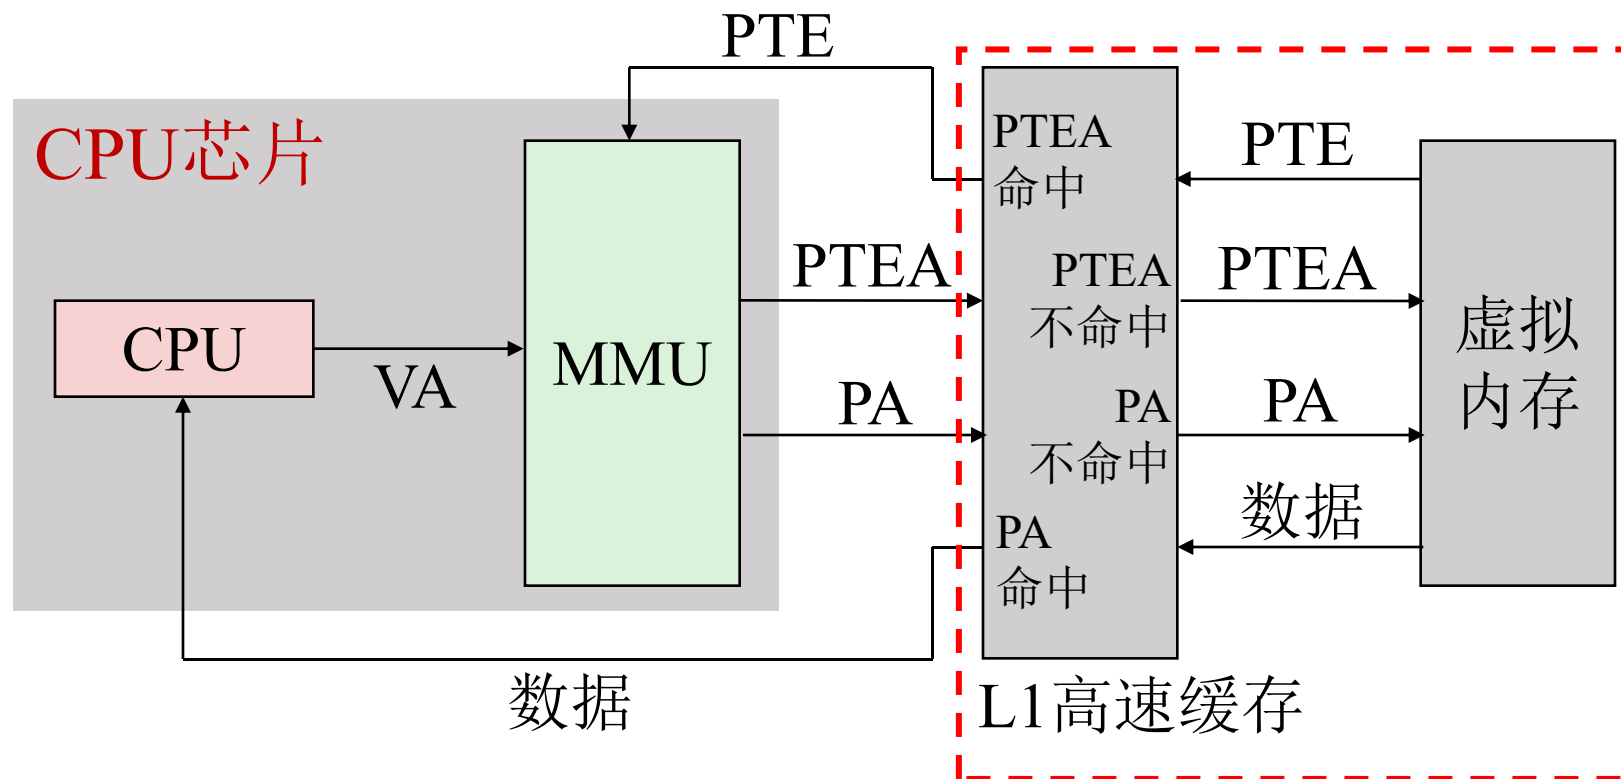 PTE
CPU芯片
PTEA
命中
PTE
PTEA
PTEA
不命中
PTEA
CPU
VA
MMU
虚拟
内存
PA
PA
不命中
PA
PA
命中
数据
数据
L1高速缓存